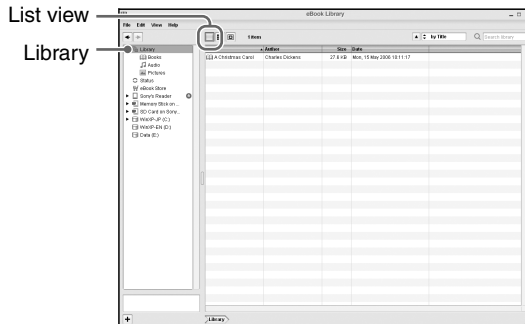 List view
Library
eBook Library
File Edit View Help
1 Item
by Title
Search library
Library
Author
Size
Date
Books
A Christmas Carol
Charles Dickens
27.8 KB
Mon, 15 May 2006 10:11:17
Audio
Pictures
Status
eBook Store
Sony's Reader
Memory Stick on...
SD Card on Sony...
WinXP-JP (C:)
WinXP-EN (D:)
Data (E:)
Library